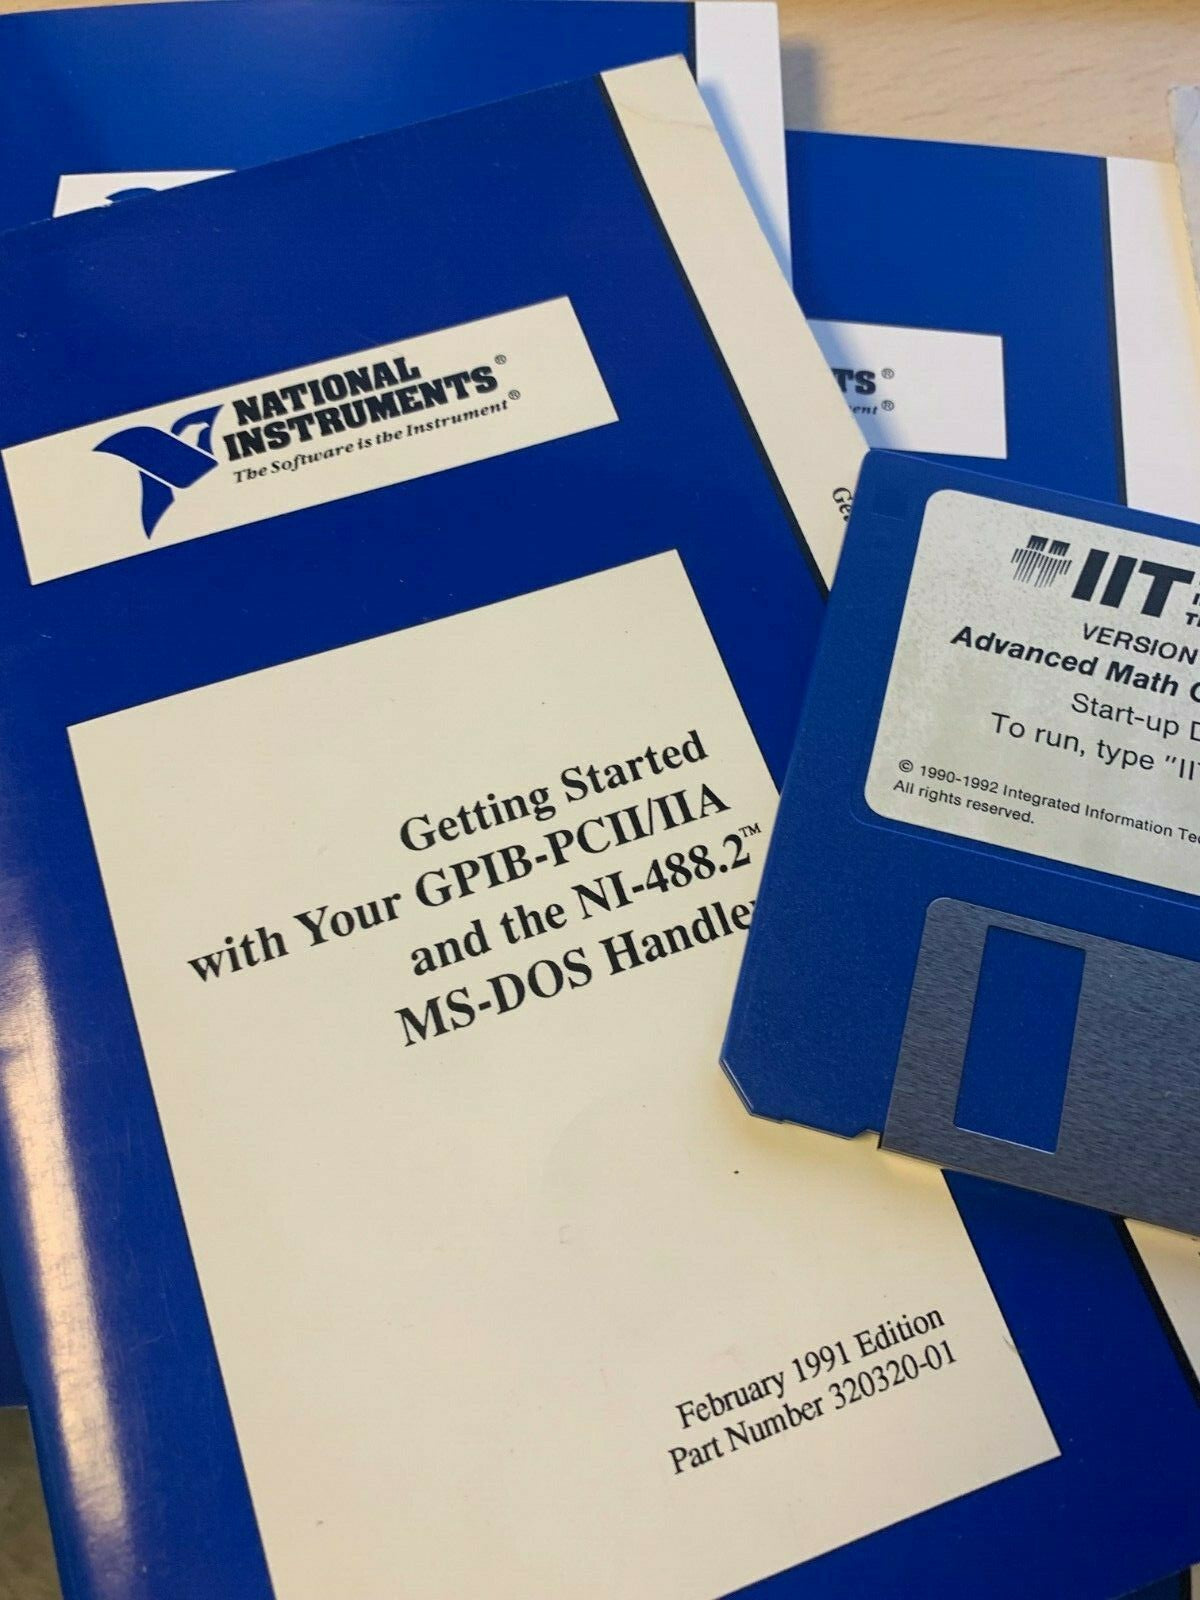 NATIONAL
INSTRUMENTS®
The Software is the Instrument®
TS®
ent®
Getting Started
with Your GPIB-PCII/IIA
and the NI-488.2™
MS-DOS Handler
February 1991 Edition
Part Number 320320-01
IIT
VERSION
Advanced Math
Start-up
To run, type "II
© 1990-1992 Integrated Information Tec
All rights reserved.